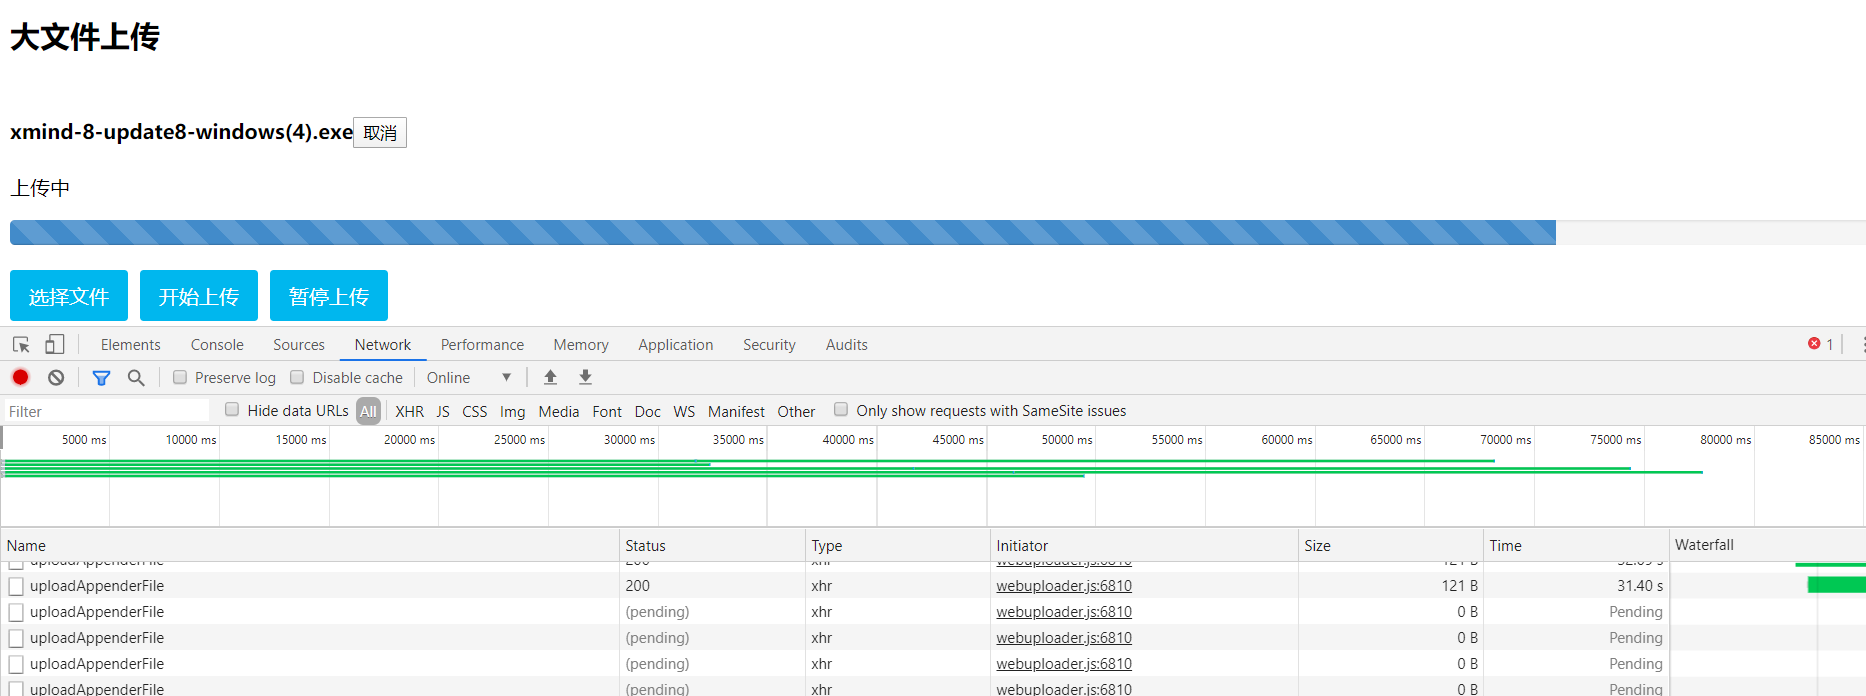 大文件上传
xmind-8-update8-windows(4).exe 取消
上传中
选择文件 开始上传 暂停上传
Elements Console Sources Network Performance Memory Application Security Audits 1
Preserve log Disable cache Online
Filter Hide data URLs All XHR JS CSS Img Media Font Doc WS Manifest Other Only show requests with SameSite issues
5000 ms 10000 ms 15000 ms 20000 ms 25000 ms 30000 ms 35000 ms 40000 ms 45000 ms 50000 ms 55000 ms 60000 ms 65000 ms 70000 ms 75000 ms 80000 ms 85000 ms
Name Status Type Initiator Size Time Waterfall
uploadAppenderFile 200 xhr webuploader.js:6810 121 B
uploadAppenderFile 200 xhr webuploader.js:6810 121 B 31.40 s
uploadAppenderFile (pending) xhr webuploader.js:6810 0 B Pending
uploadAppenderFile (pending) xhr webuploader.js:6810 0 B Pending
uploadAppenderFile (pending) xhr webuploader.js:6810 0 B Pending
uploadAppenderFile (pending) xhr webuploader.js:6810 0 B Pending